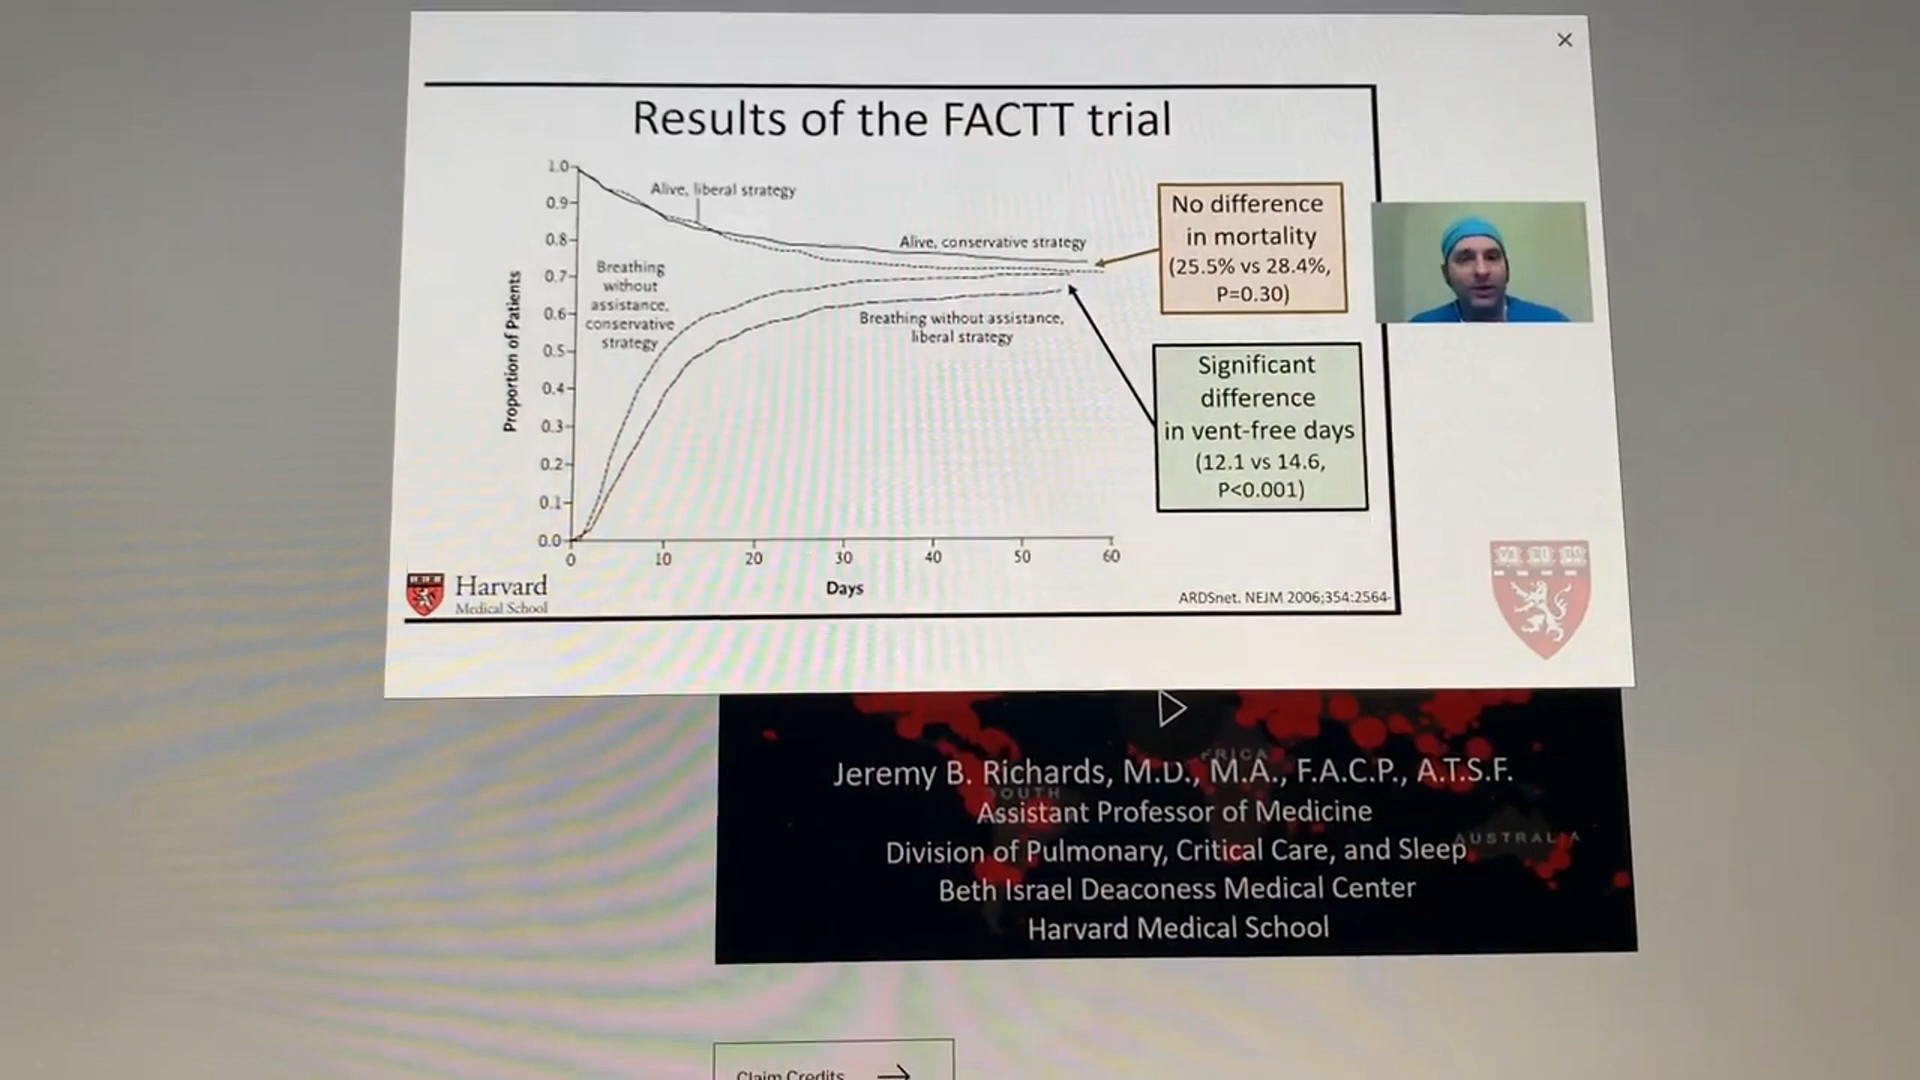 ×
Results of the FACTT trial
1.0
0.9
0.8
0.7
0.6
0.5
0.4
0.3
0.2
0.1
0.0
Proportion of Patients
0
10
20
30
40
50
60
Days
Alive, liberal strategy
Alive, conservative strategy
Breathing
without
assistance,
conservative
strategy
Breathing without assistance,
liberal strategy
No difference
in mortality
(25.5% vs 28.4%,
P=0.30)
Significant
difference
in vent-free days
(12.1 vs 14.6,
P<0.001)
Harvard
Medical School
ARDSnet. NEJM 2006;354:2564-
Jeremy B. Richards, M.D., M.A., F.A.C.P., A.T.S.F.
Assistant Professor of Medicine
AUSTRALIA
Division of Pulmonary, Critical Care, and Sleep
Beth Israel Deaconess Medical Center
Harvard Medical School
Claim Credits